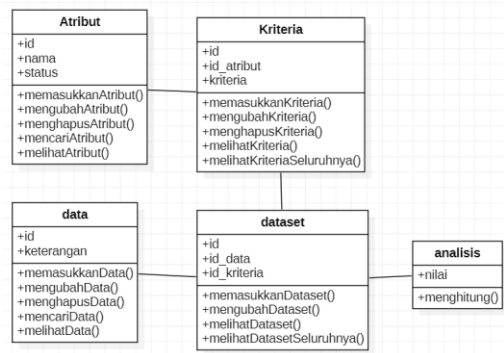 Atribut
+id
+nama
+status
+memasukkanAtribut()
+mengubahAtribut()
+menghapusAtribut()
+mencariAtribut()
+melihatAtribut()
Kriteria
+id
+id_atribut
+kriteria
+memasukkanKriteria()
+mengubahKriteria()
+menghapusKriteria()
+melihatKriteria()
+melihatKriteriaSeluruhnya()
data
+id
+keterangan
+memasukkanData()
+mengubahData()
+menghapusData()
+mencariData()
+melihatData()
dataset
+id
+id_data
+id_kriteria
+memasukkanDataset()
+mengubahDataset()
+melihatDataset()
+melihatDatasetSeluruhnya()
analisis
+nilai
+menghitung()